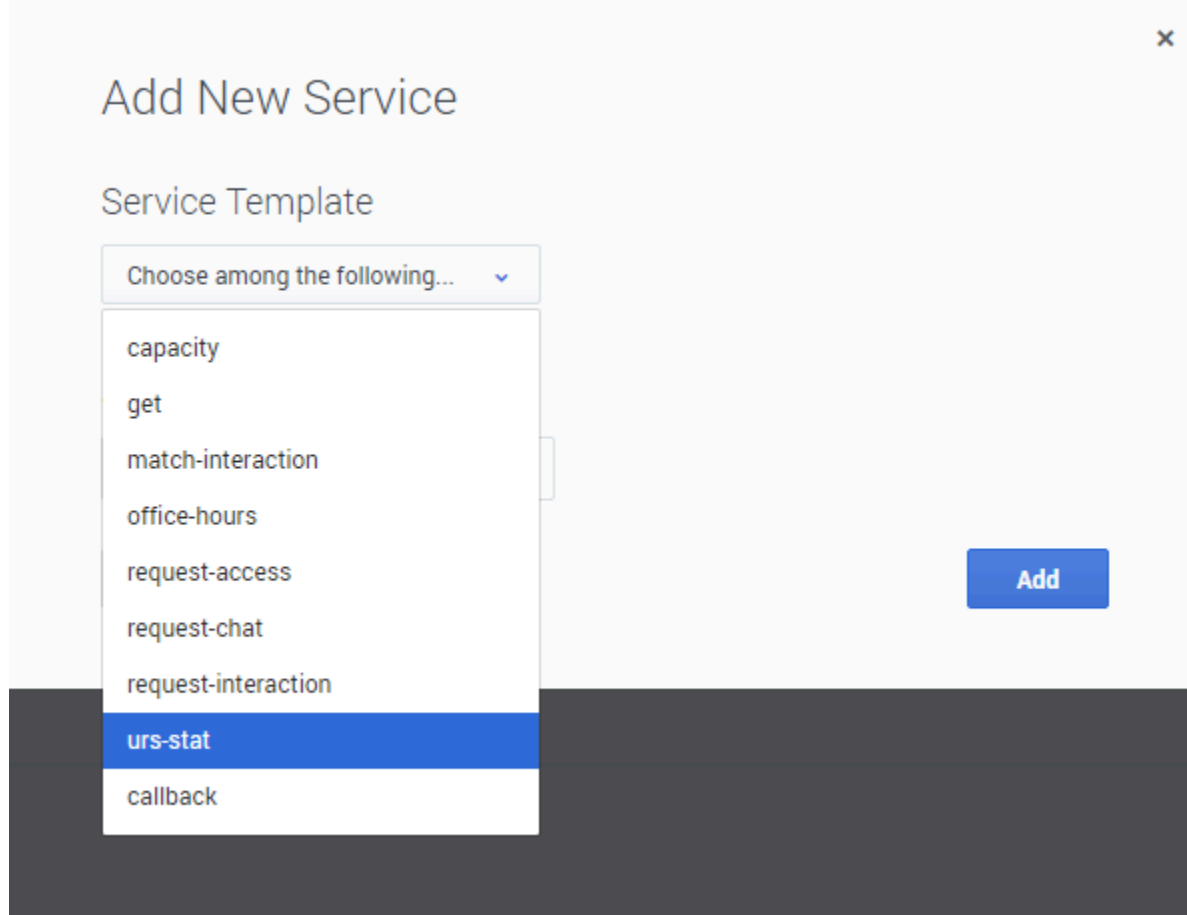 ×
Add New Service
Service Template
Choose among the following...
capacity
get
match-interaction
office-hours
request-access
Add
request-chat
request-interaction
urs-stat
callback